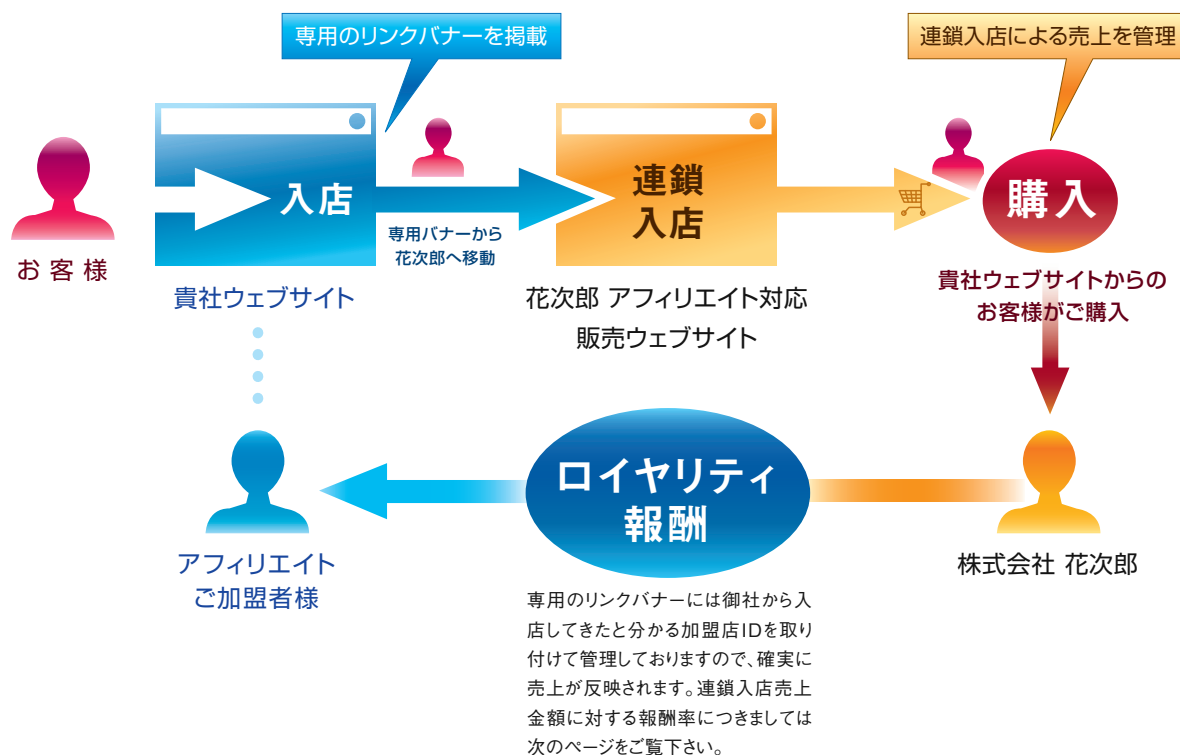 専用のリンクバナーを掲載
連鎖入店による売上を管理
入店
連鎖
入店
購入
専用バナーから
花次郎へ移動
お客様
貴社ウェブサイト
花次郎 アフィリエイト対応
販売ウェブサイト
貴社ウェブサイトからの
お客様がご購入
ロイヤリティ
報酬
アフィリエイト
ご加盟者様
株式会社 花次郎
専用のリンクバナーには御社から入
店してきたと分かる加盟店IDを取り
付けて管理しておりますので、確実に
売上が反映されます。連鎖入店売上
金額に対する報酬率につきましては
次のページをご覧下さい。